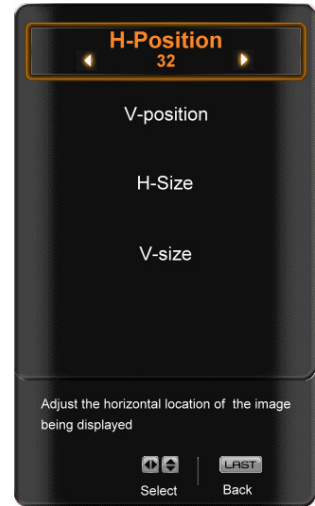 H-Position
32
V-position
H-Size
V-size
Adjust the horizontal location of the image
being displayed
LAST
Select Back